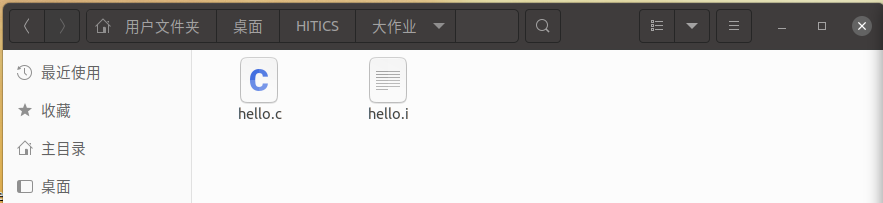 用户文件夹 桌面 HITICS 大作业
最近使用
收藏
主目录
桌面
C
hello.c hello.i